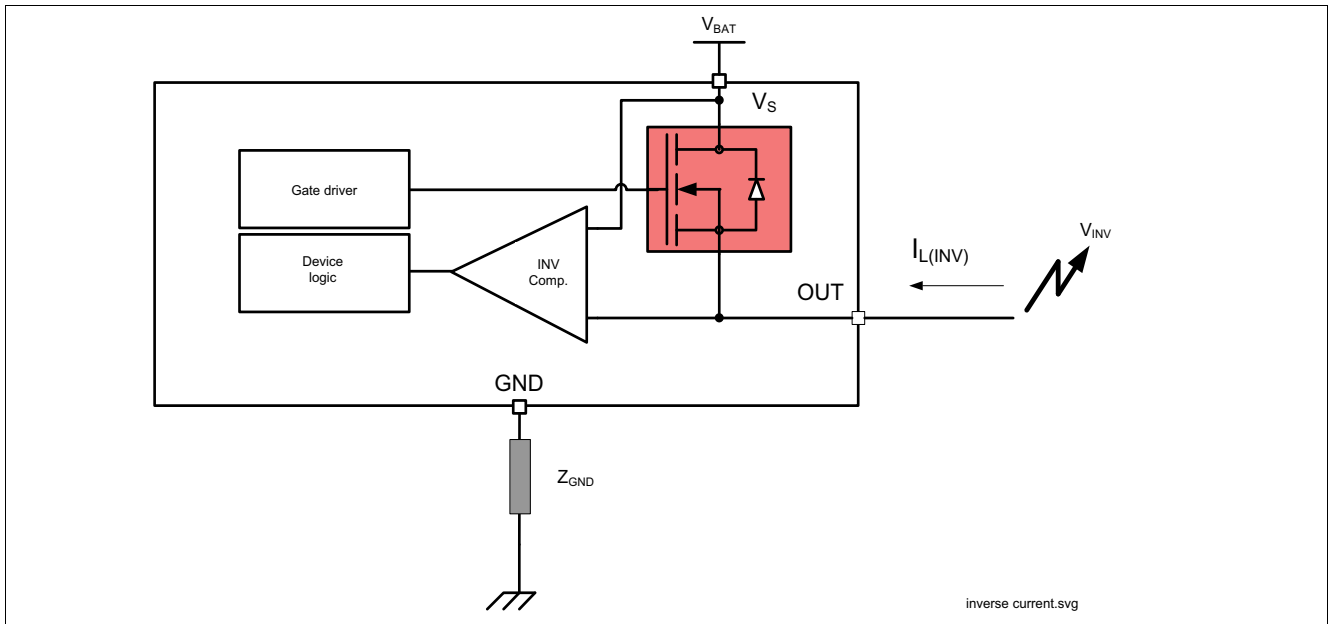 V_BAT
V_S
Gate driver
Device
logic
INV
Comp.
V_INV
I_L(INV)
OUT
GND
Z_GND
inverse current.svg